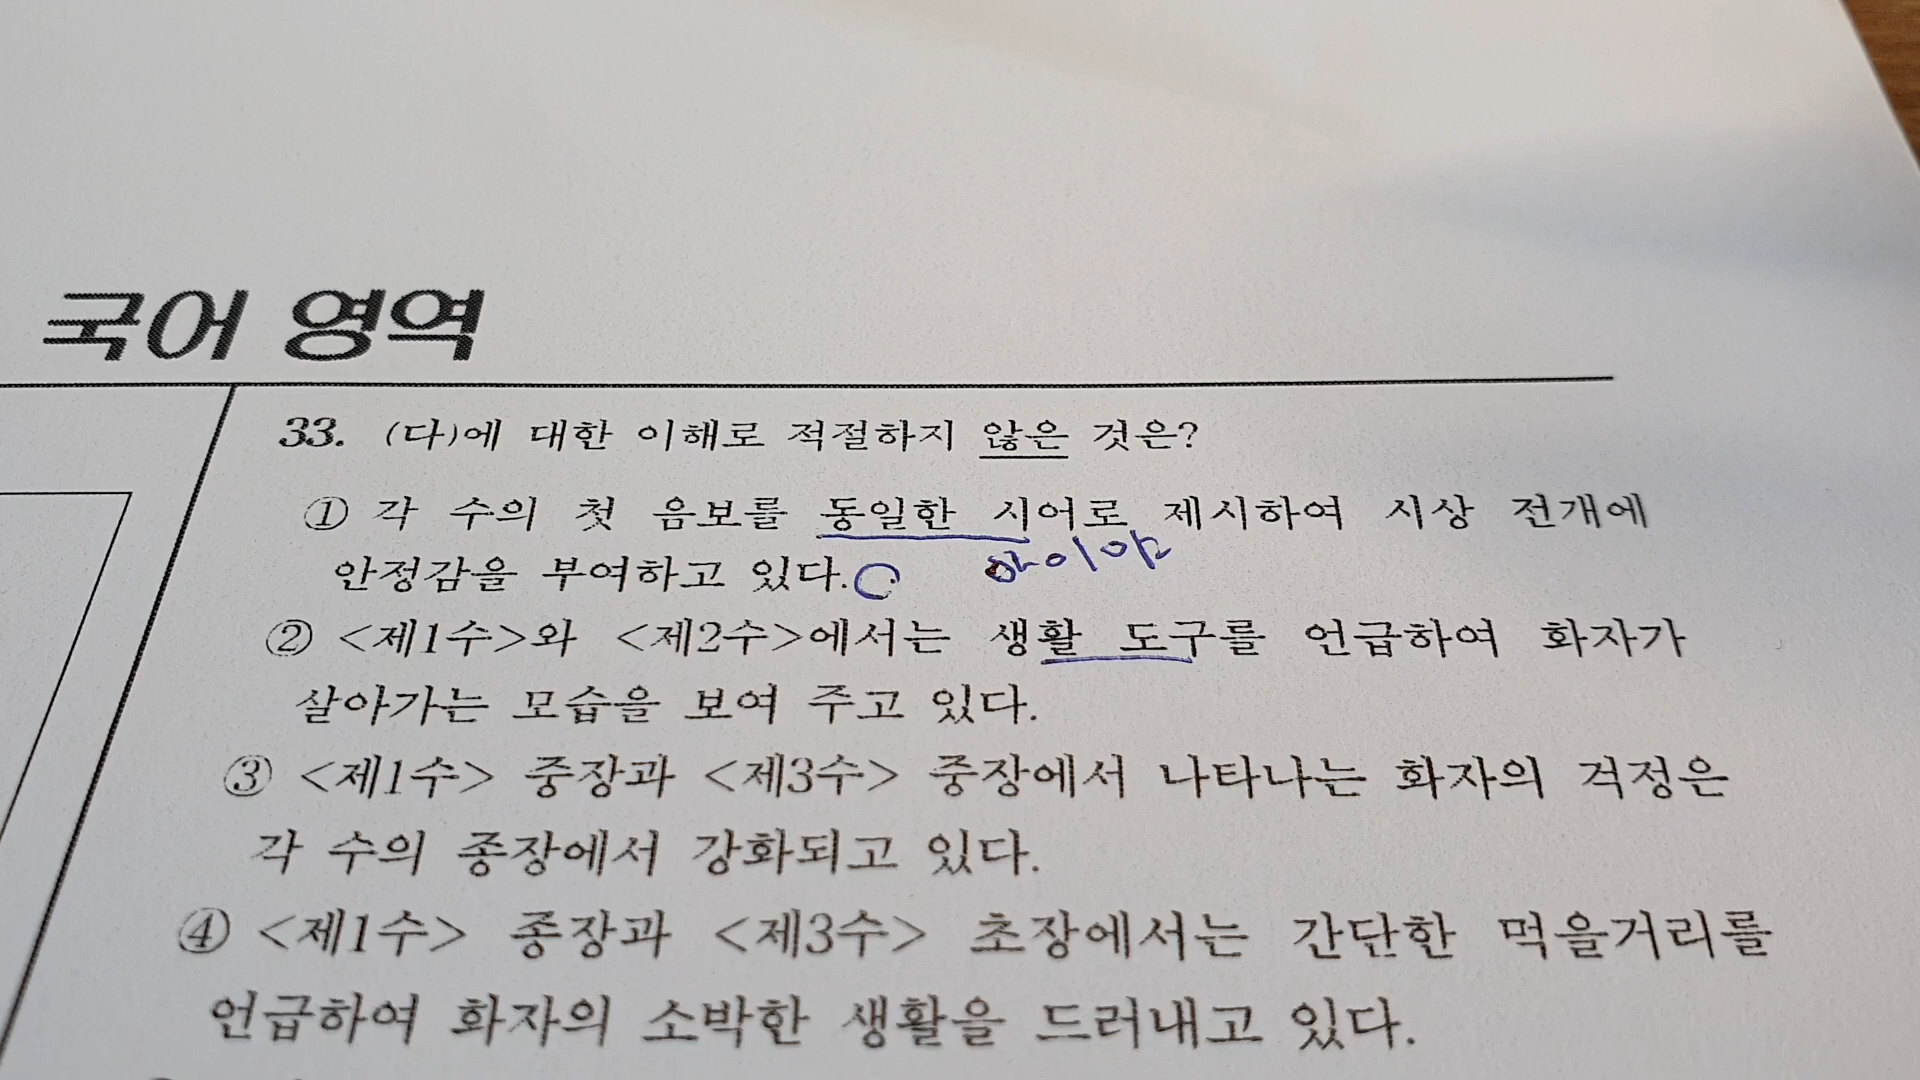 국어 영역
33. (다)에 대한 이해로 적절하지 않은 것은?
① 각 수의 첫 음보를 동일한 시어로 제시하여 시상 전개에
안정감을 부여하고 있다.
아이야
② <제1수>와 <제2수>에서는 생활 도구를 언급하여 화자가
살아가는 모습을 보여 주고 있다.
③ <제1수> 중장과 <제3수> 중장에서 나타나는 화자의 걱정은
각 수의 종장에서 강화되고 있다.
④ <제1수> 종장과 <제3수> 초장에서는 간단한 먹을거리를
언급하여 화자의 소박한 생활을 드러내고 있다.